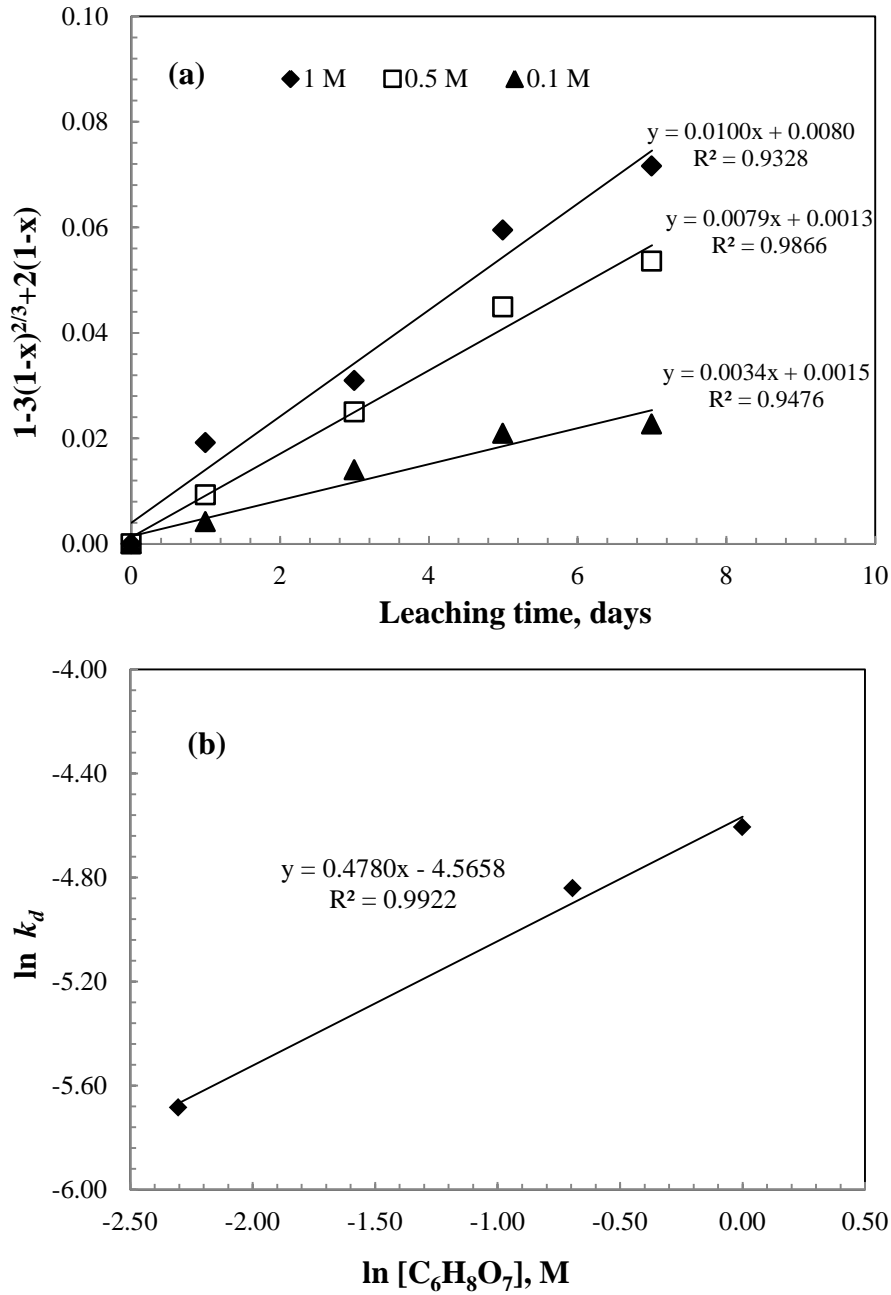 (a)
1 M 0.5 M 0.1 M
0.10
0.08
0.06
0.04
0.02
0.00
y = 0.0100x + 0.0080
R² = 0.9328
y = 0.0079x + 0.0013
R² = 0.9866
y = 0.0034x + 0.0015
R² = 0.9476
1-3(1-x)^2/3+2(1-x)
0 2 4 6 8 10
Leaching time, days
(b)
-4.00
-4.40
-4.80
-5.20
-5.60
-6.00
y = 0.4780x - 4.5658
R² = 0.9922
ln k_d
-2.50 -2.00 -1.50 -1.00 -0.50 0.00 0.50
ln [C₆H₈O₇], M